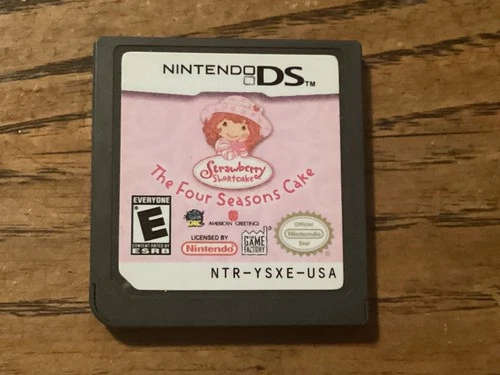 NINTENDO DS™
Strawberry
Shortcake
The Four Seasons Cake
EVERYONE
E
CONTENT RATED BY
ESRB
AMERICAN GREETINGS
LICENSED BY
Nintendo
GAME
FACTORY
Official
Nintendo
Seal
NTR-YSXE-USA